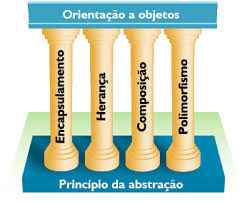 Orientação a objetos
Encapsulamento
Herança
Composição
Polimorfismo
Princípio da abstração